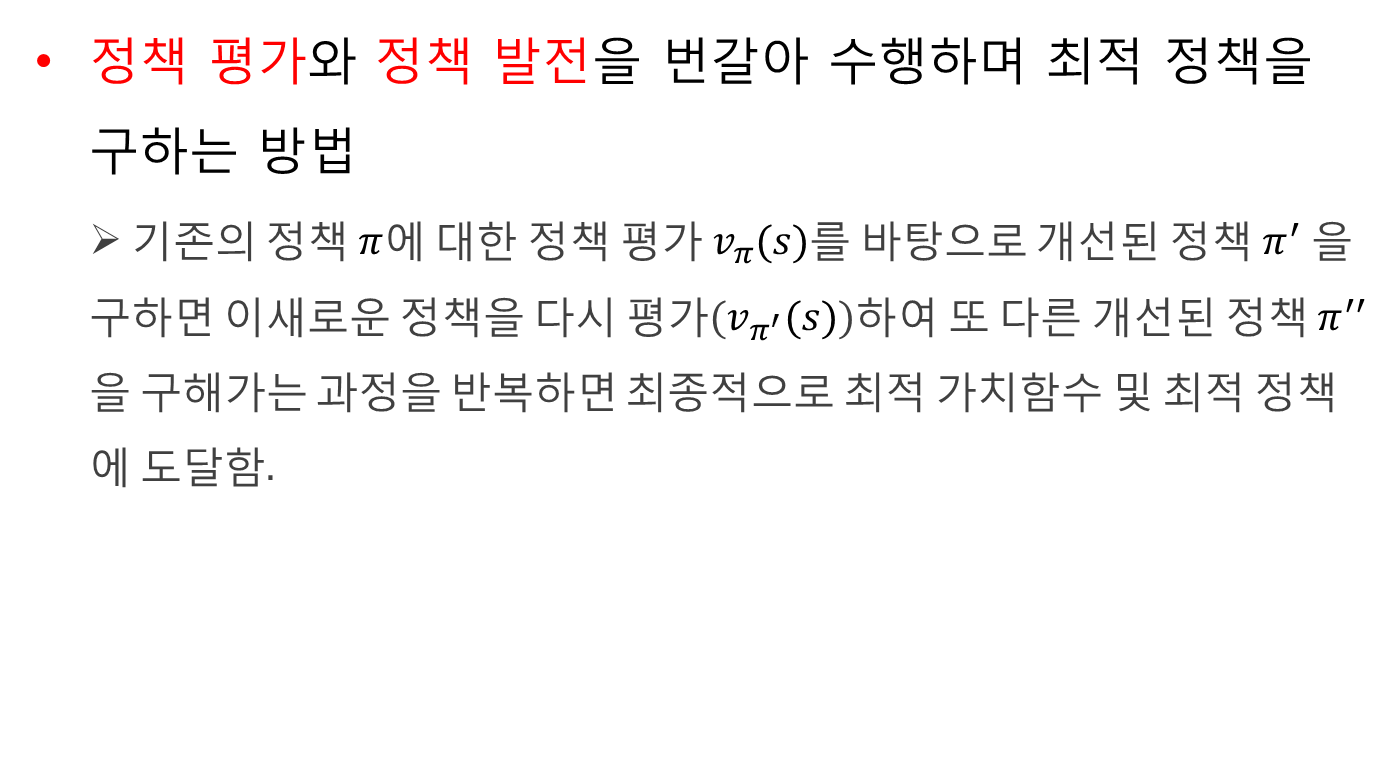 • 정책 평가와 정책 발전을 번갈아 수행하며 최적 정책을
구하는 방법
➢ 기존의 정책 π에 대한 정책 평가 v_π(s)를 바탕으로 개선된 정책 π′ 을
구하면 이새로운 정책을 다시 평가(v_π′(s))하여 또 다른 개선된 정책 π′′
을 구해가는 과정을 반복하면 최종적으로 최적 가치함수 및 최적 정책
에 도달함.